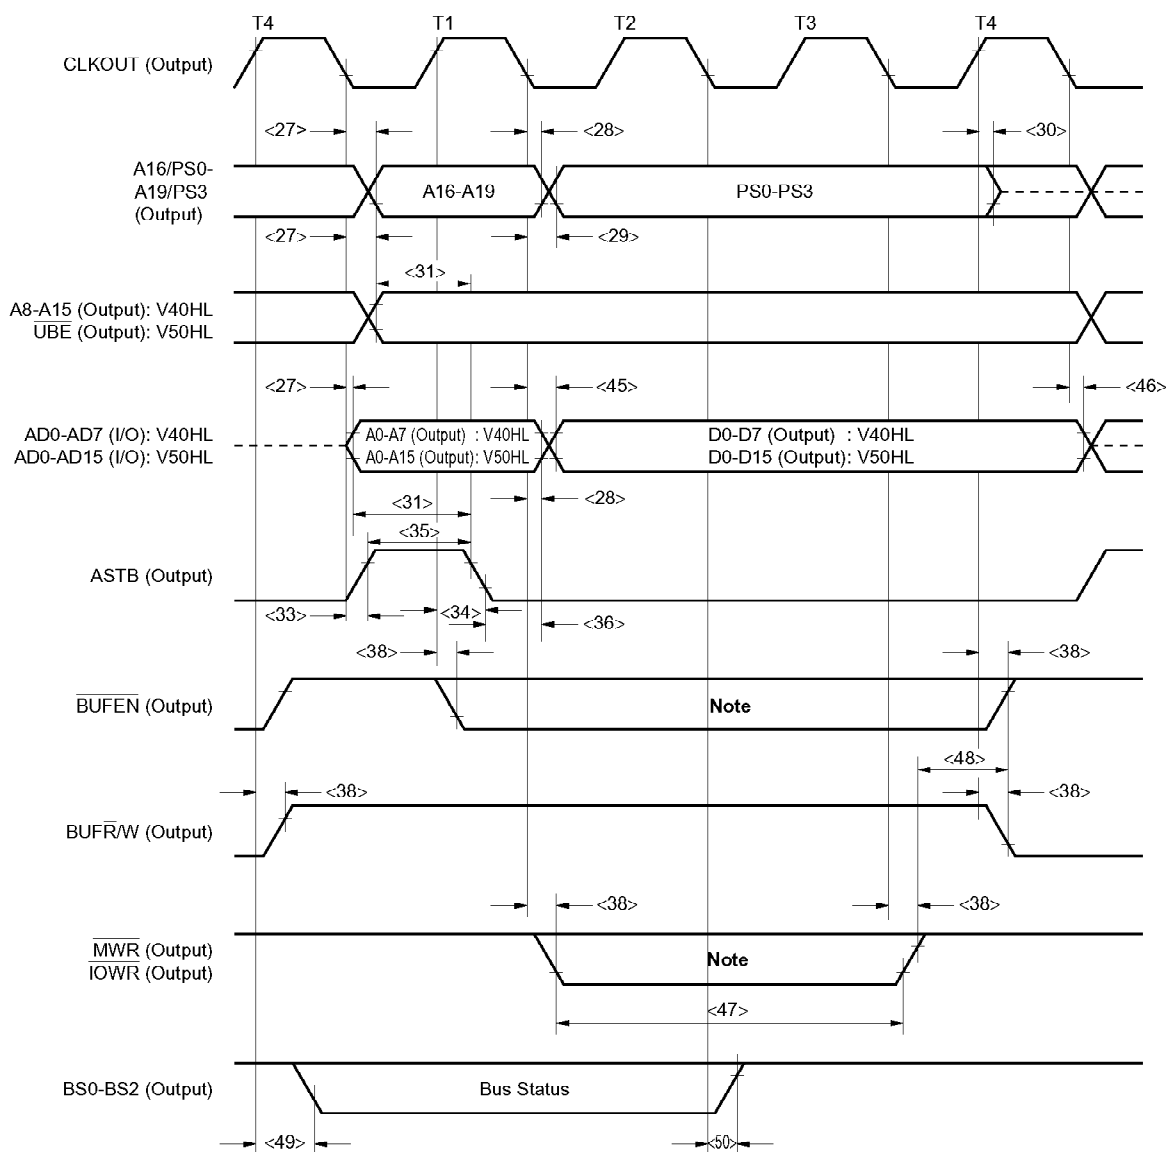 T4 T1 T2 T3 T4
CLKOUT (Output)
<27> <28> <30>
A16/PS0-
A19/PS3
(Output)
A16-A19 PS0-PS3
<27> <29>
<31>
A8-A15 (Output): V40HL
UBE (Output): V50HL
<27> <45> <46>
AD0-AD7 (I/O): V40HL
AD0-AD15 (I/O): V50HL
A0-A7 (Output) : V40HL
A0-A15 (Output): V50HL
D0-D7 (Output) : V40HL
D0-D15 (Output): V50HL
<31> <28>
<35>
ASTB (Output)
<33> <34> <36>
<38> <38>
BUFEN (Output) Note
<48>
<38> <38>
BUFR/W (Output)
<38> <38>
MWR (Output)
IOWR (Output)
Note
<47>
BS0-BS2 (Output) Bus Status
<49> <50>